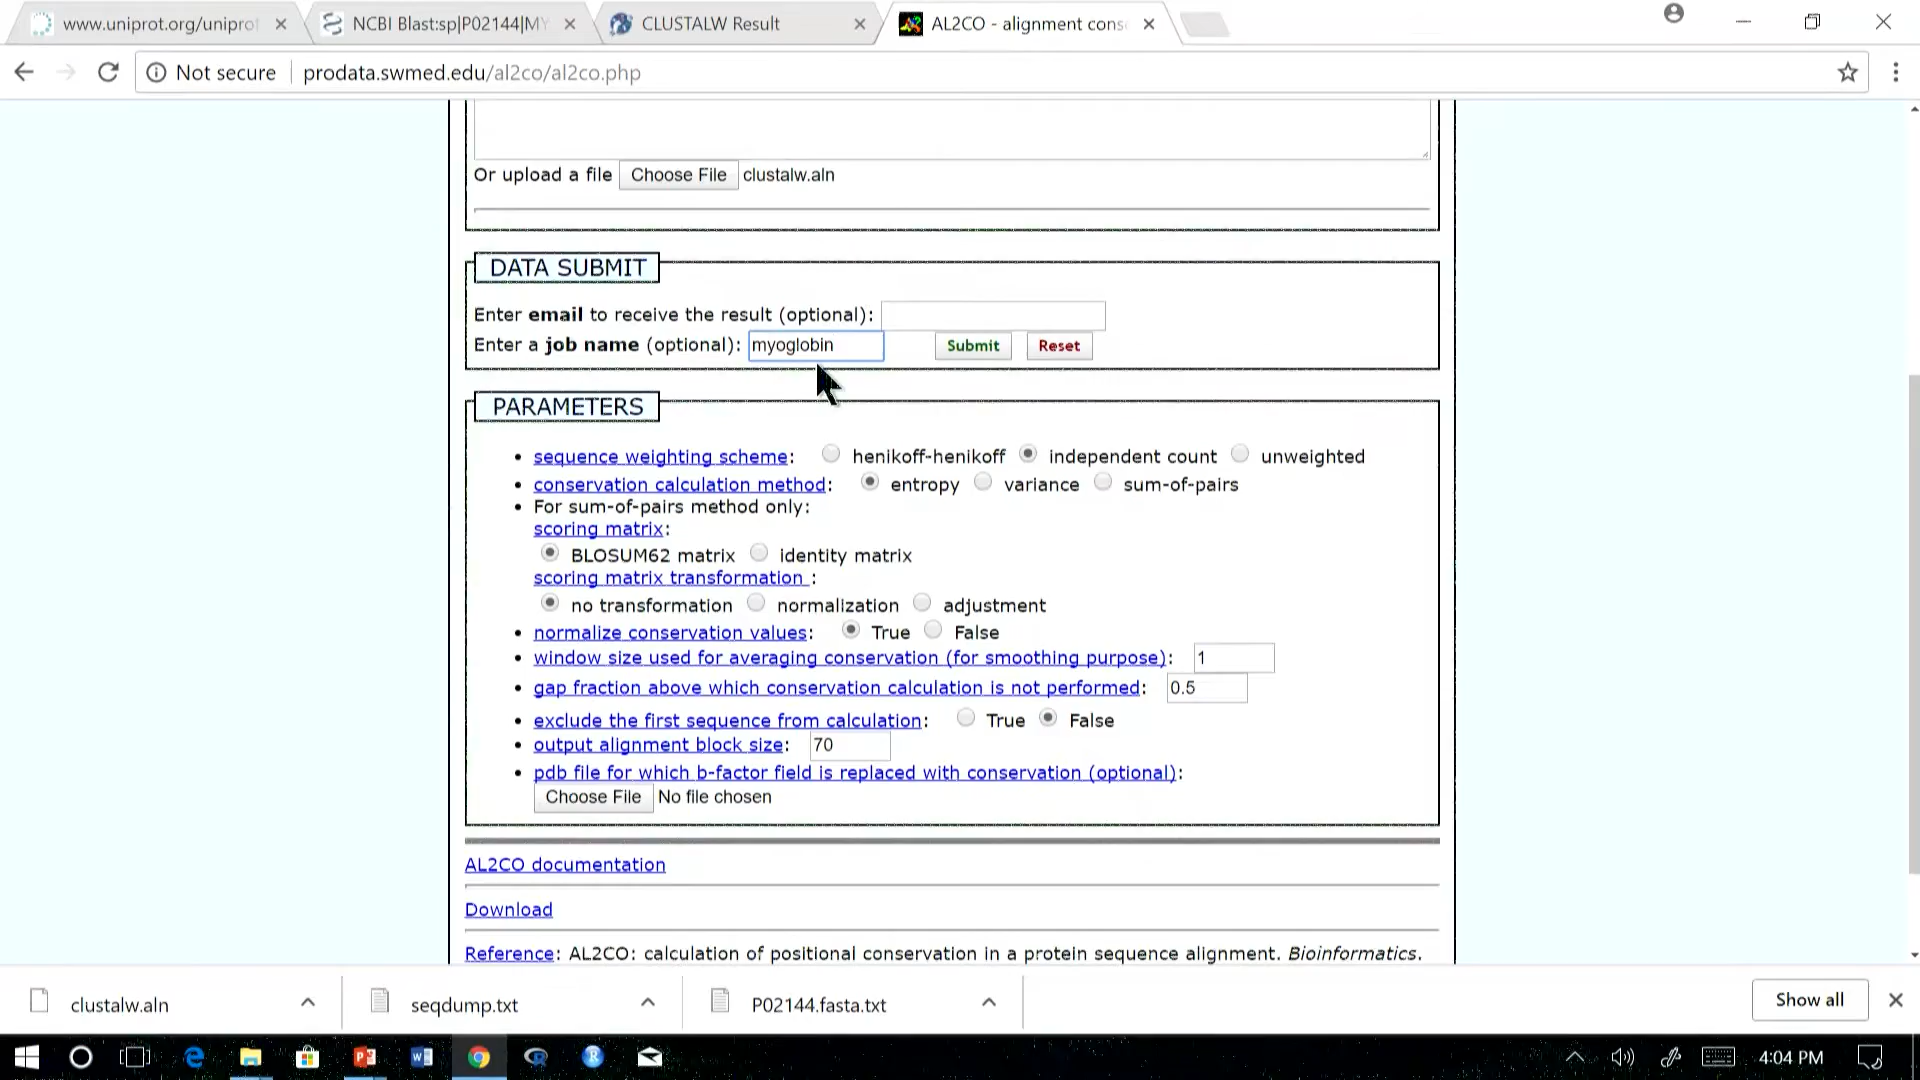 www.uniprot.org/unipro
NCBI Blast:sp|P02144|MY
CLUSTALW Result
AL2CO - alignment cons
Not secure
prodata.swmed.edu/al2co/al2co.php
Or upload a file Choose File clustalw.aln
DATA SUBMIT
Enter email to receive the result (optional):
Enter a job name (optional): myoglobin Submit Reset
PARAMETERS
sequence weighting scheme: henikoff-henikoff independent count unweighted
conservation calculation method: entropy variance sum-of-pairs
For sum-of-pairs method only:
scoring matrix:
BLOSUM62 matrix identity matrix
scoring matrix transformation :
no transformation normalization adjustment
normalize conservation values: True False
window size used for averaging conservation (for smoothing purpose): 1
gap fraction above which conservation calculation is not performed: 0.5
exclude the first sequence from calculation: True False
output alignment block size: 70
pdb file for which b-factor field is replaced with conservation (optional):
Choose File No file chosen
AL2CO documentation
Download
Reference: AL2CO: calculation of positional conservation in a protein sequence alignment. Bioinformatics.
clustalw.aln
seqdump.txt
P02144.fasta.txt
Show all
4:04 PM